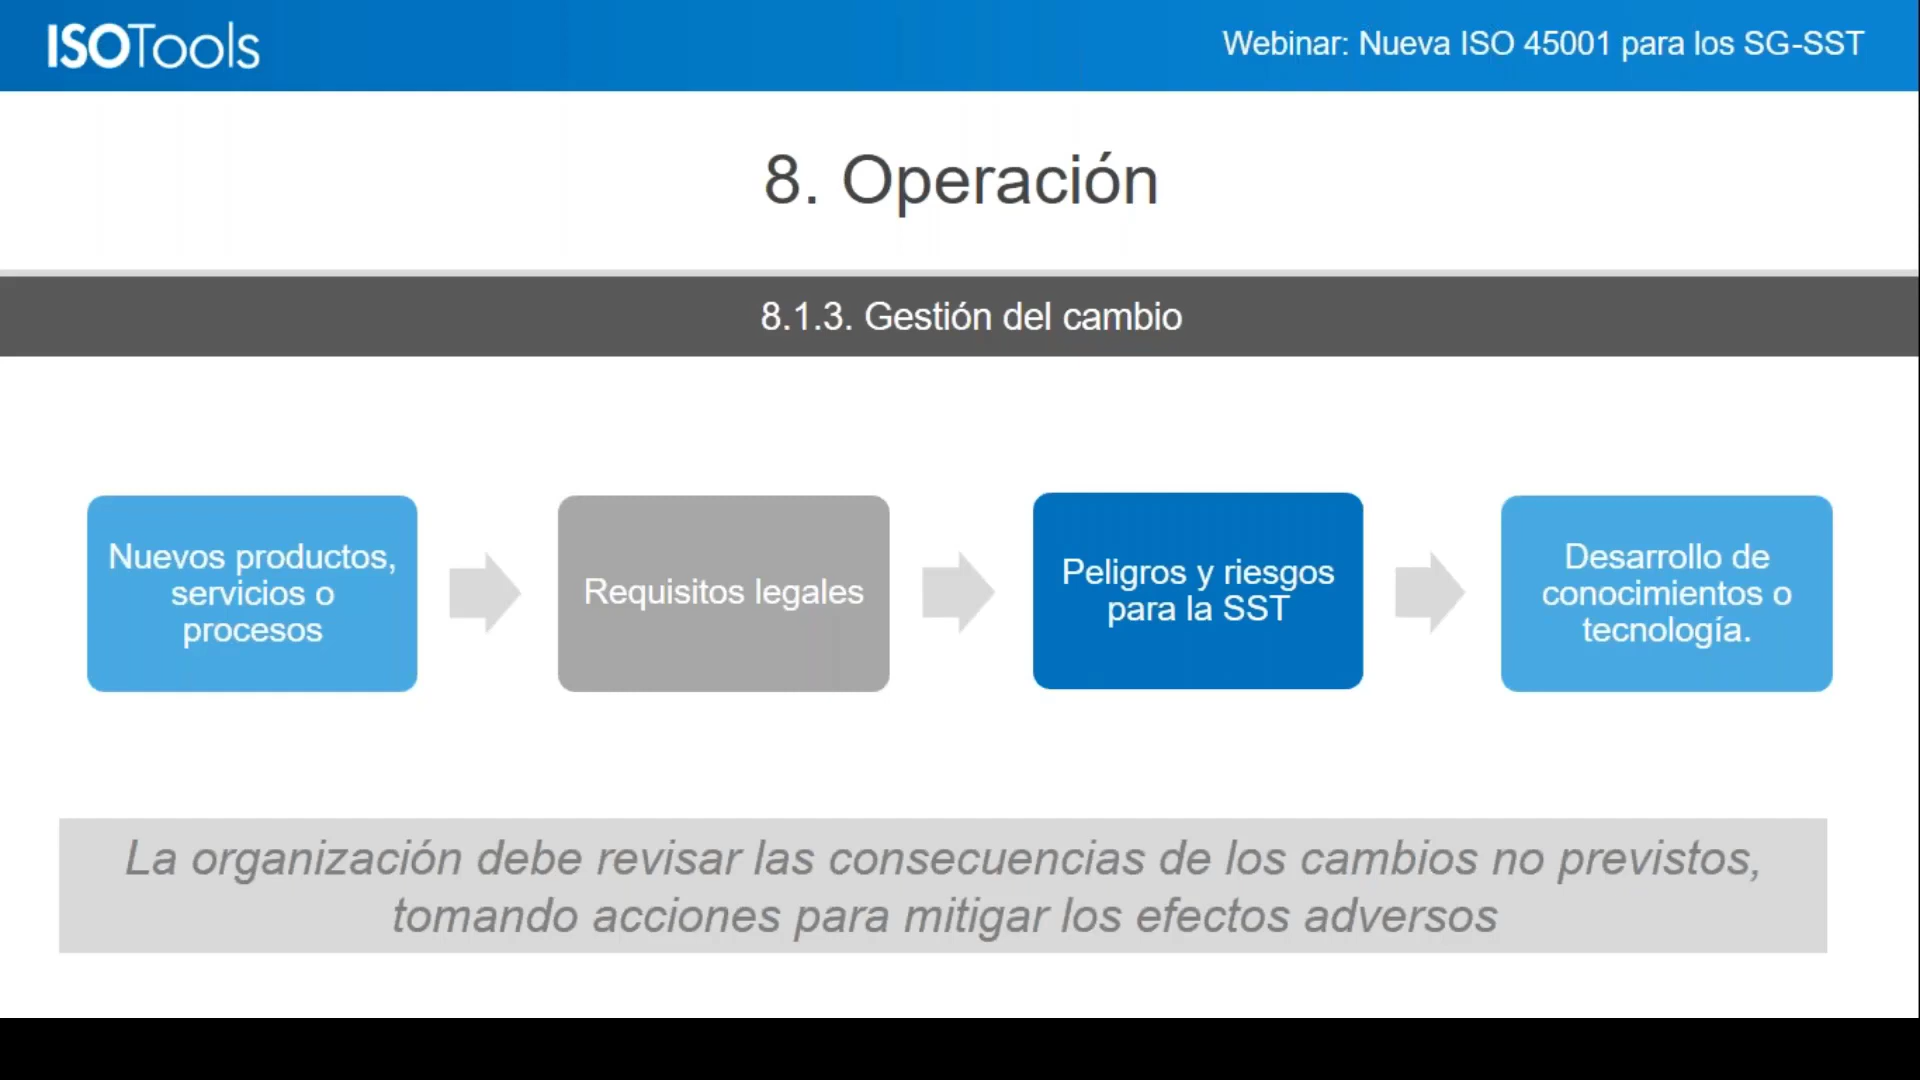 ISOTools
Webinar: Nueva ISO 45001 para los SG-SST
8. Operación
8.1.3. Gestión del cambio
Nuevos productos,
servicios o
procesos
Requisitos legales
Peligros y riesgos
para la SST
Desarrollo de
conocimientos o
tecnología.
La organización debe revisar las consecuencias de los cambios no previstos,
tomando acciones para mitigar los efectos adversos